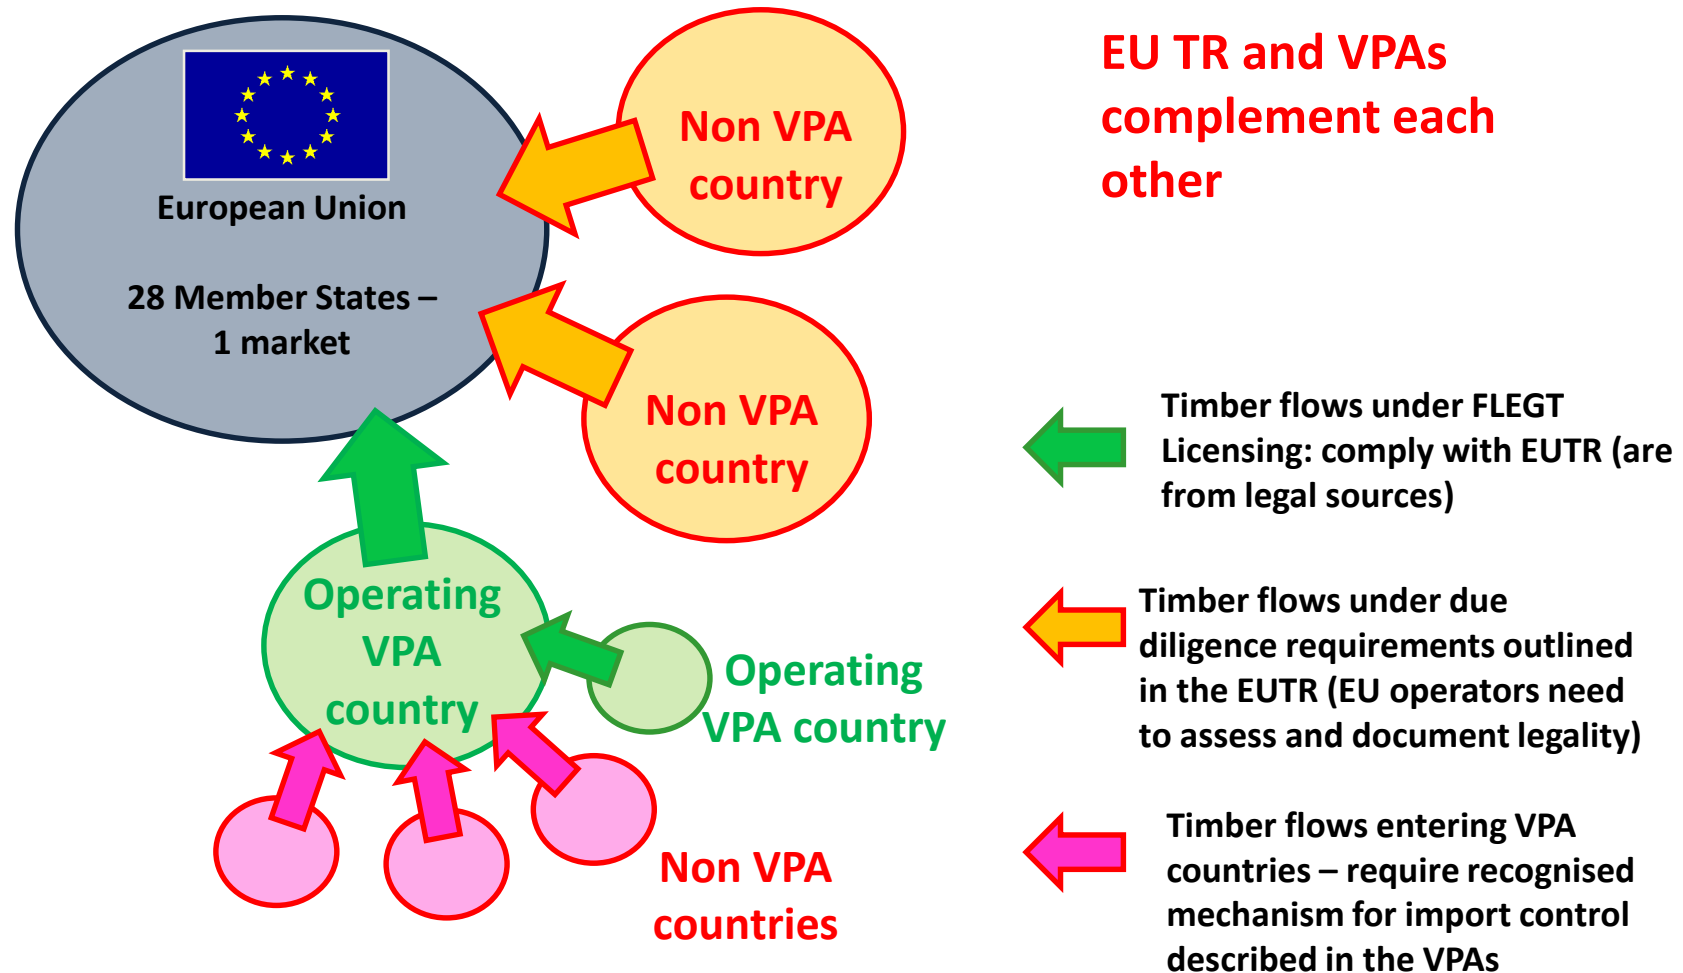 EU TR and VPAs
complement each
other
European Union
28 Member States –
1 market
Non VPA
country
Non VPA
country
Operating
VPA
country
Operating
VPA country
Non VPA
countries
Timber flows under FLEGT
Licensing: comply with EUTR (are
from legal sources)
Timber flows under due
diligence requirements outlined
in the EUTR (EU operators need
to assess and document legality)
Timber flows entering VPA
countries – require recognised
mechanism for import control
described in the VPAs